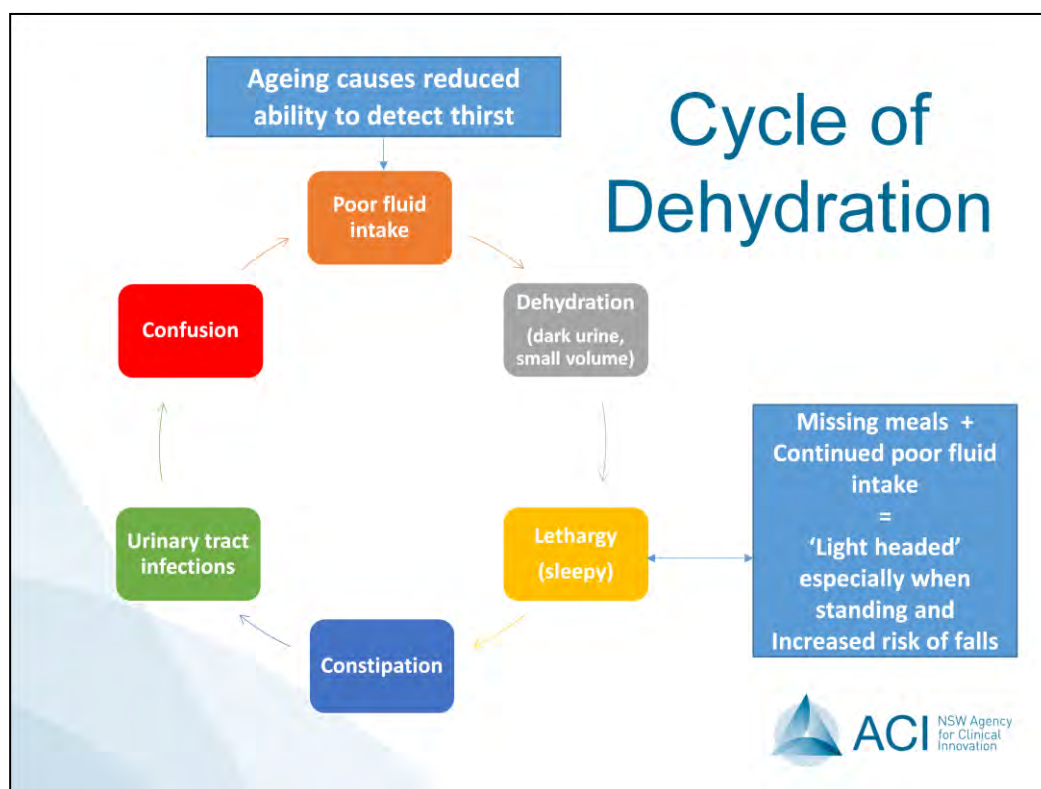 Ageing causes reduced
ability to detect thirst
Cycle of
Dehydration
Poor fluid
intake
Dehydration
(dark urine,
small volume)
Lethargy
(sleepy)
Missing meals +
Continued poor fluid
intake
=
‘Light headed’
especially when
standing and
Increased risk of falls
Constipation
Urinary tract
infections
Confusion
ACI
NSW Agency
for Clinical
Innovation